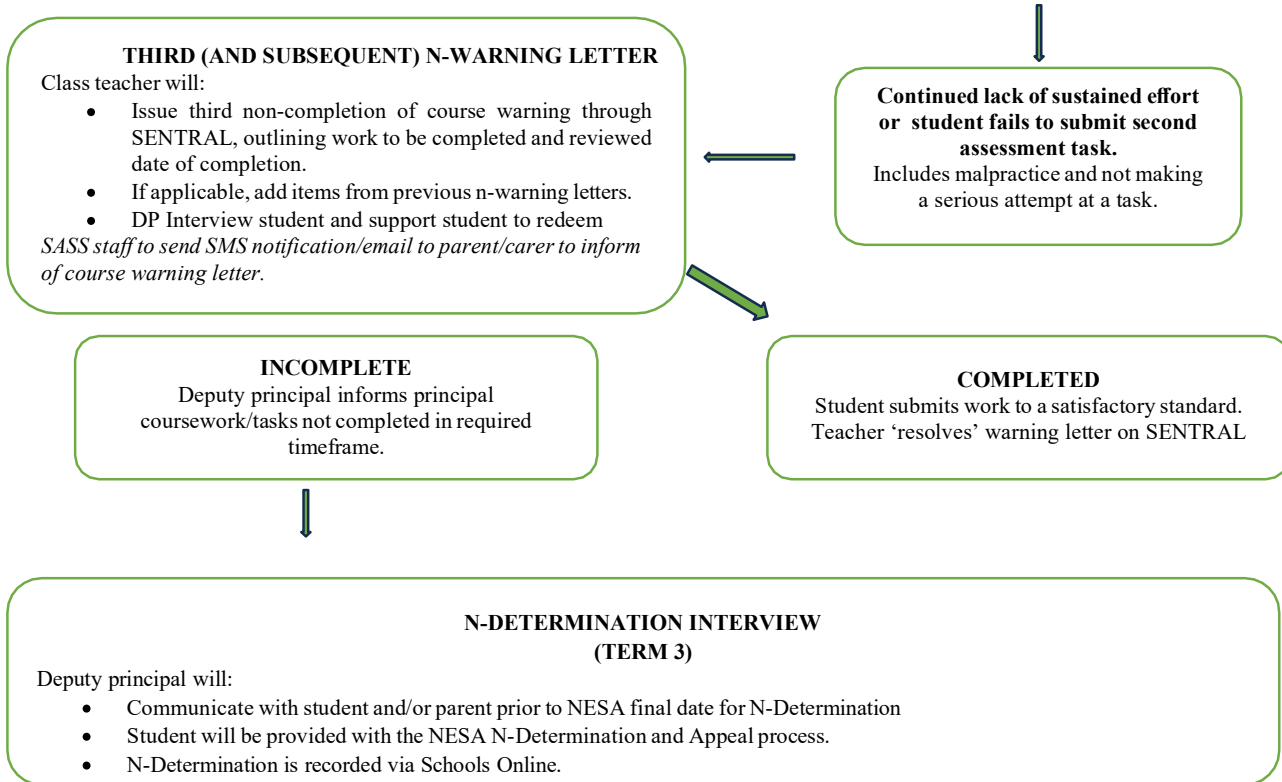 THIRD (AND SUBSEQUENT) N-WARNING LETTER
Class teacher will:
• Issue third non-completion of course warning through
SENTRAL, outlining work to be completed and reviewed
date of completion.
• If applicable, add items from previous n-warning letters.
• DP Interview student and support student to redeem
SASS staff to send SMS notification/email to parent/carer to inform
of course warning letter.
Continued lack of sustained effort
or student fails to submit second
assessment task.
Includes malpractice and not making
a serious attempt at a task.
INCOMPLETE
Deputy principal informs principal
coursework/tasks not completed in required
timeframe.
COMPLETED
Student submits work to a satisfactory standard.
Teacher ‘resolves’ warning letter on SENTRAL
N-DETERMINATION INTERVIEW
(TERM 3)
Deputy principal will:
• Communicate with student and/or parent prior to NESA final date for N-Determination
• Student will be provided with the NESA N-Determination and Appeal process.
• N-Determination is recorded via Schools Online.